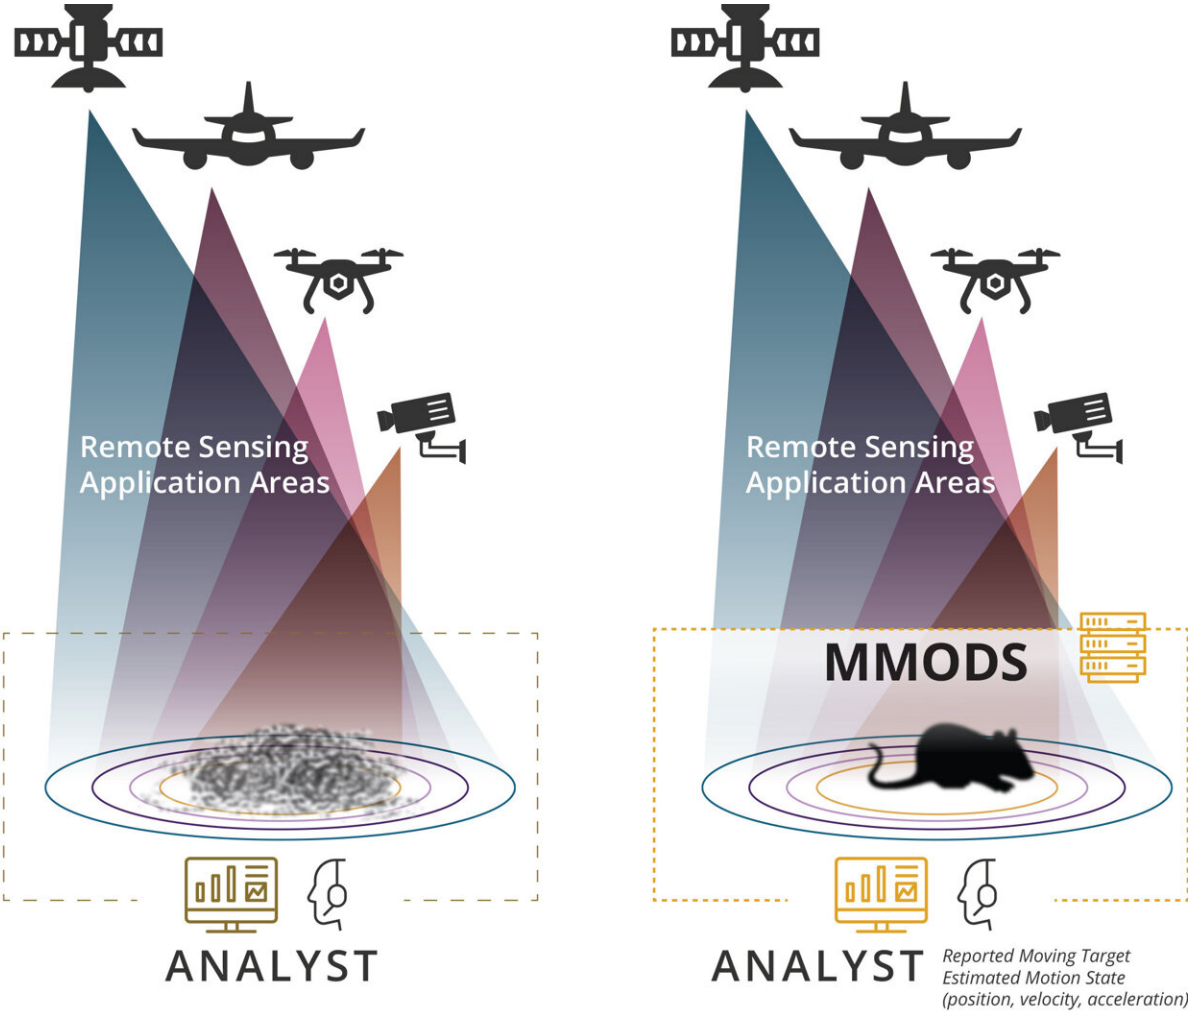 Remote Sensing
Application Areas
ANALYST
Remote Sensing
Application Areas
MMODS
ANALYST
Reported Moving Target
Estimated Motion State
(position, velocity, acceleration)